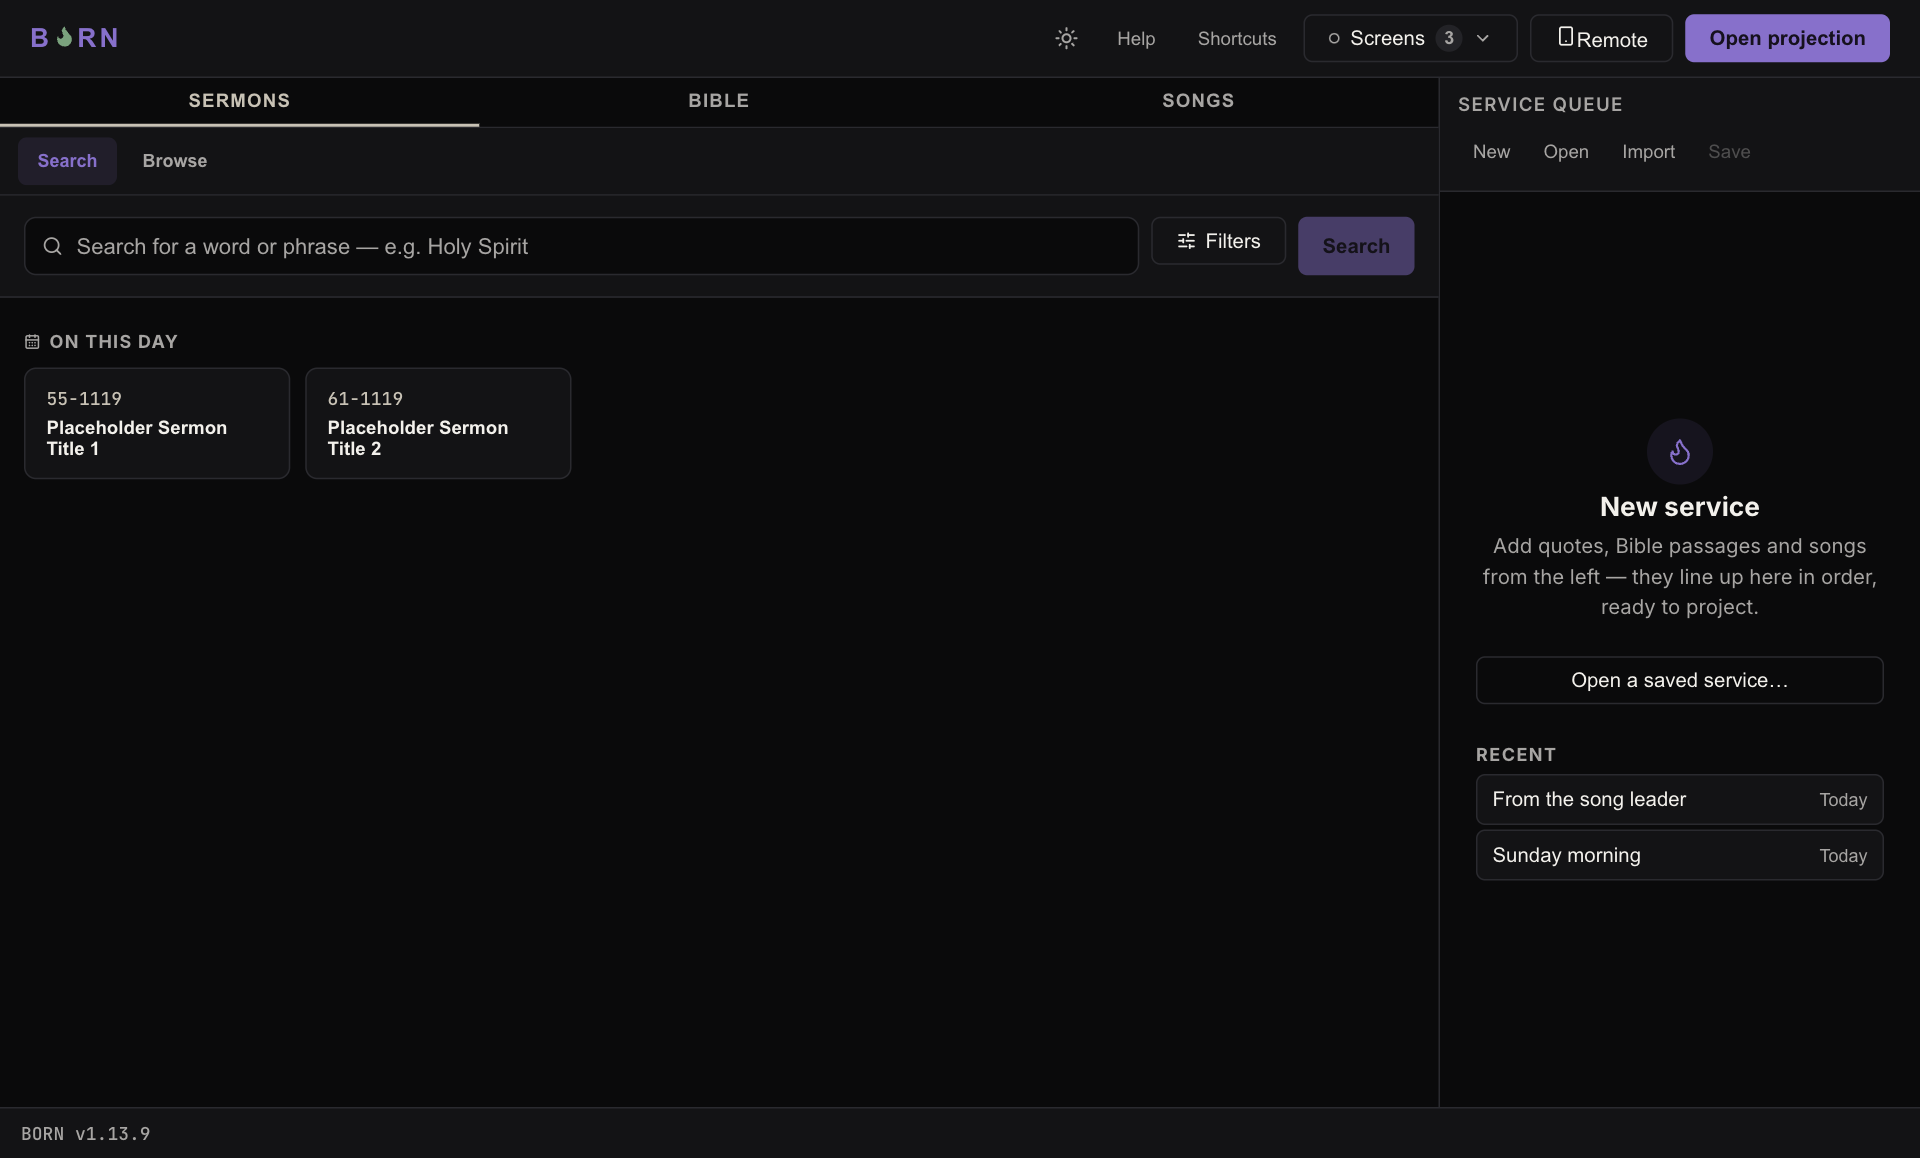 BORN
Help
Shortcuts
Screens 3
Remote
Open projection
SERMONS
BIBLE
SONGS
Search
Browse
Search for a word or phrase — e.g. Holy Spirit
Filters
Search
ON THIS DAY
55-1119
Placeholder Sermon
Title 1
61-1119
Placeholder Sermon
Title 2
SERVICE QUEUE
New
Open
Import
Save
New service
Add quotes, Bible passages and songs
from the left — they line up here in order,
ready to project.
Open a saved service…
RECENT
From the song leader
Today
Sunday morning
Today
BORN v1.13.9